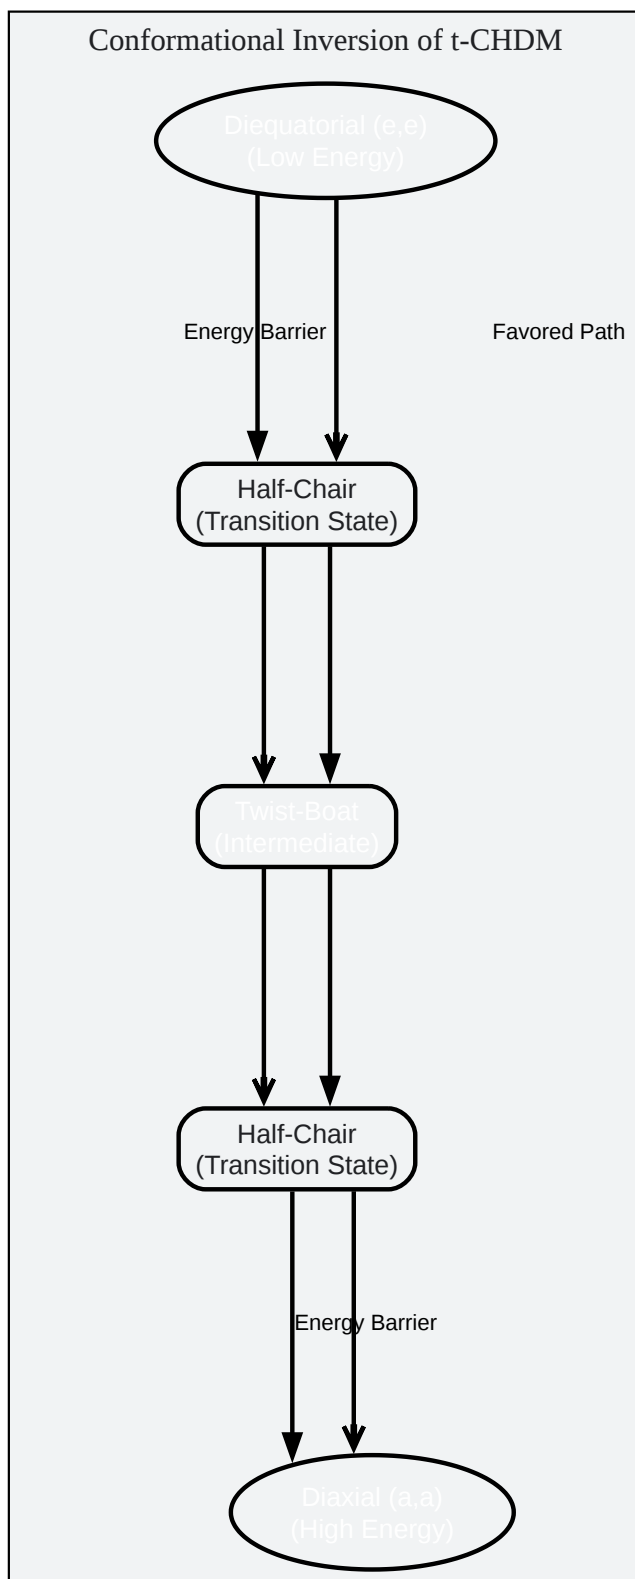 Conformational Inversion of t-CHDM
Diequatorial (e,e)
(Low Energy)
Energy Barrier
Favored Path
Half-Chair
(Transition State)
Twist-Boat
(Intermediate)
Half-Chair
(Transition State)
Energy Barrier
Diaxial (a,a)
(High Energy)